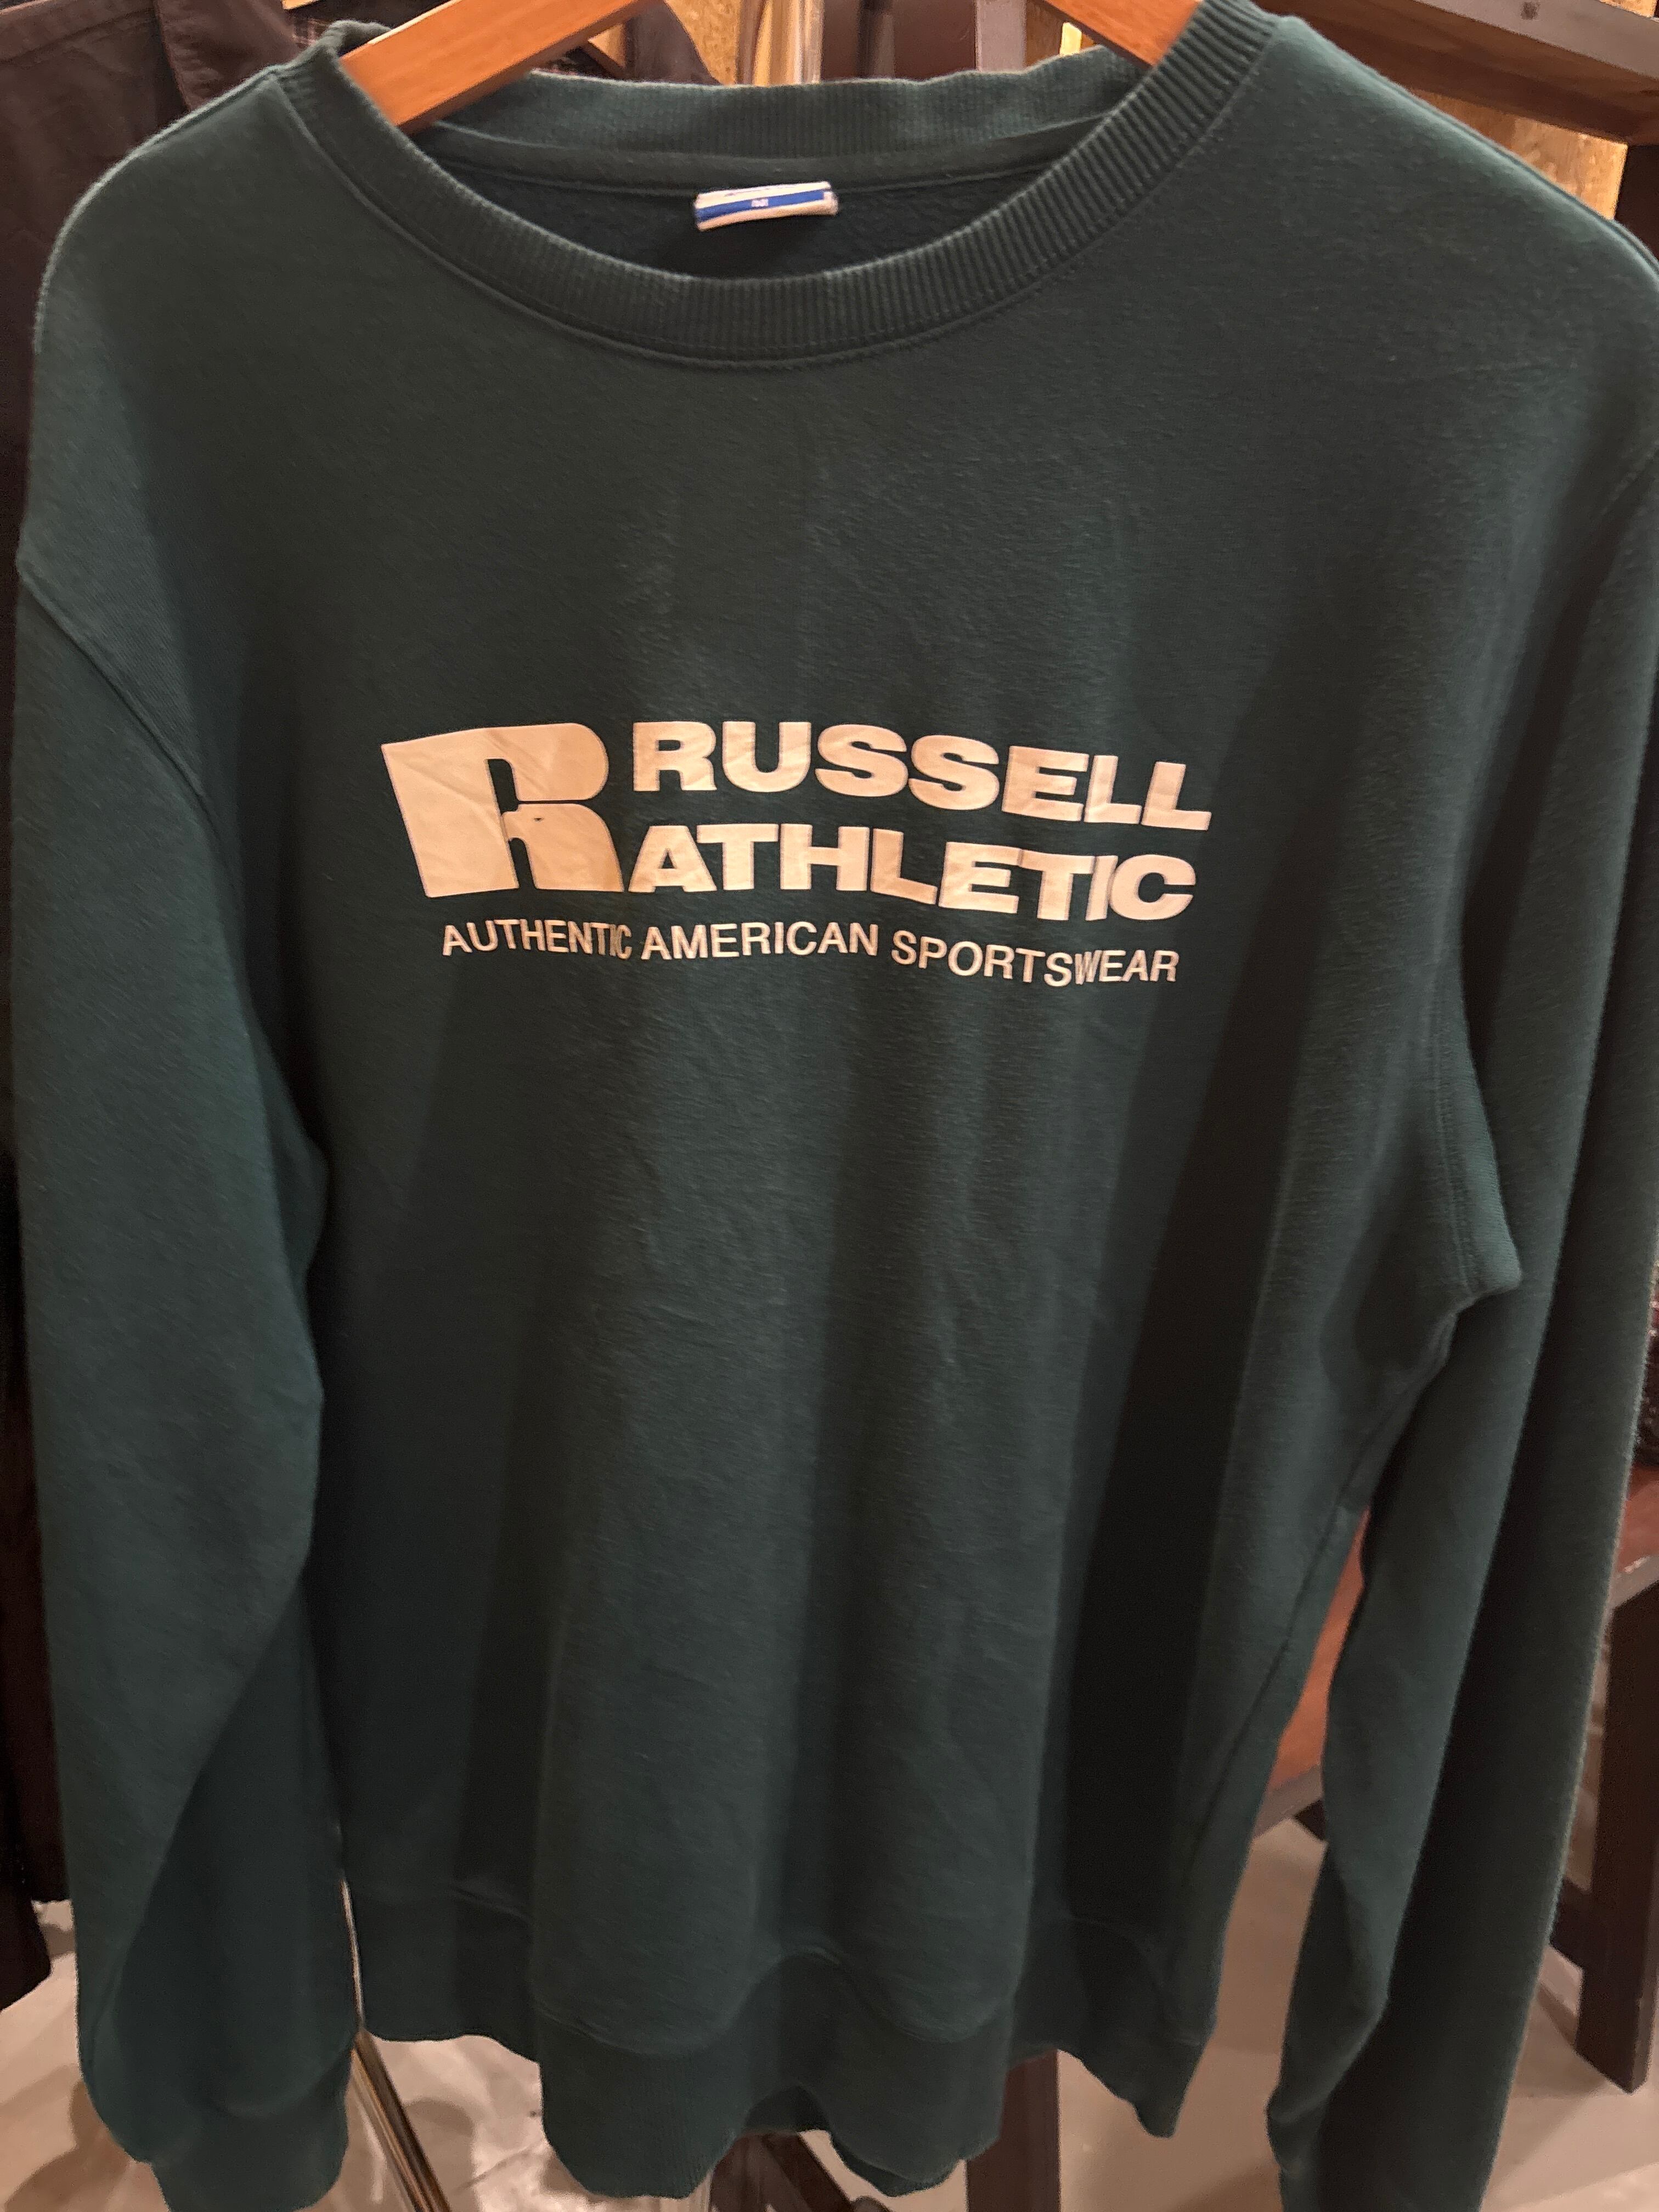 R RUSSELL
ATHLETIC
AUTHENTIC AMERICAN SPORTSWEAR